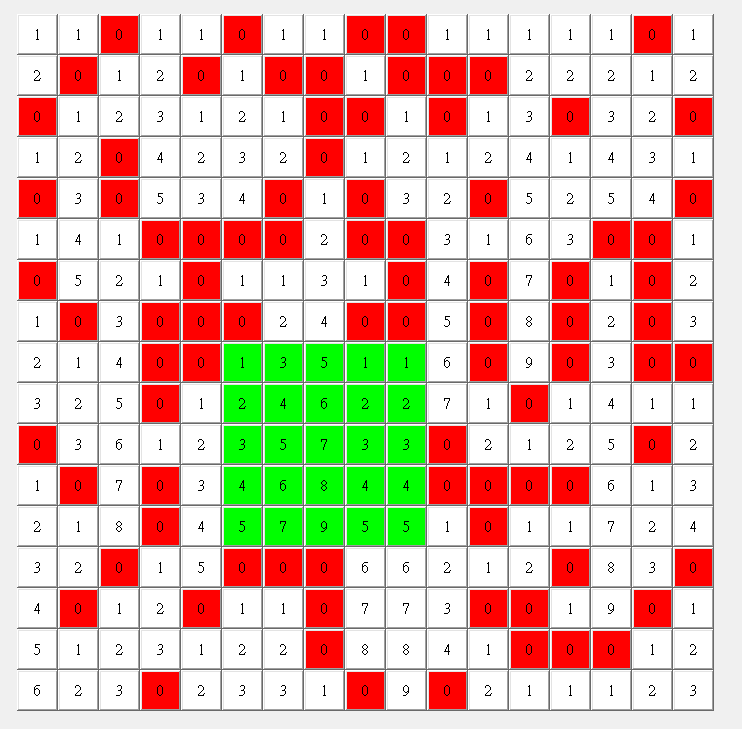 1 1 0 1 1 0 1 1 0 0 1 1 1 1 1 0 1
2 0 1 2 0 1 0 0 1 0 0 0 2 2 2 1 2
0 1 2 3 1 2 1 0 0 1 0 1 3 0 3 2 0
1 2 0 4 2 3 2 0 1 2 1 2 4 1 4 3 1
0 3 0 5 3 4 0 1 0 3 2 0 5 2 5 4 0
1 4 1 0 0 0 0 2 0 0 3 1 6 3 0 0 1
0 5 2 1 0 1 1 3 1 0 4 0 7 0 1 0 2
1 0 3 0 0 0 2 4 0 0 5 0 8 0 2 0 3
2 1 4 0 0 1 3 5 1 1 6 0 9 0 3 0 0
3 2 5 0 1 2 4 6 2 2 7 1 0 1 4 1 1
0 3 6 1 2 3 5 7 3 3 0 2 1 2 5 0 2
1 0 7 0 3 4 6 8 4 4 0 0 0 0 6 1 3
2 1 8 0 4 5 7 9 5 5 1 0 1 1 7 2 4
3 2 0 1 5 0 0 0 6 6 2 1 2 0 8 3 0
4 0 1 2 0 1 1 0 7 7 3 0 0 1 9 0 1
5 1 2 3 1 2 2 0 8 8 4 1 0 0 0 1 2
6 2 3 0 2 3 3 1 0 9 0 2 1 1 1 2 3